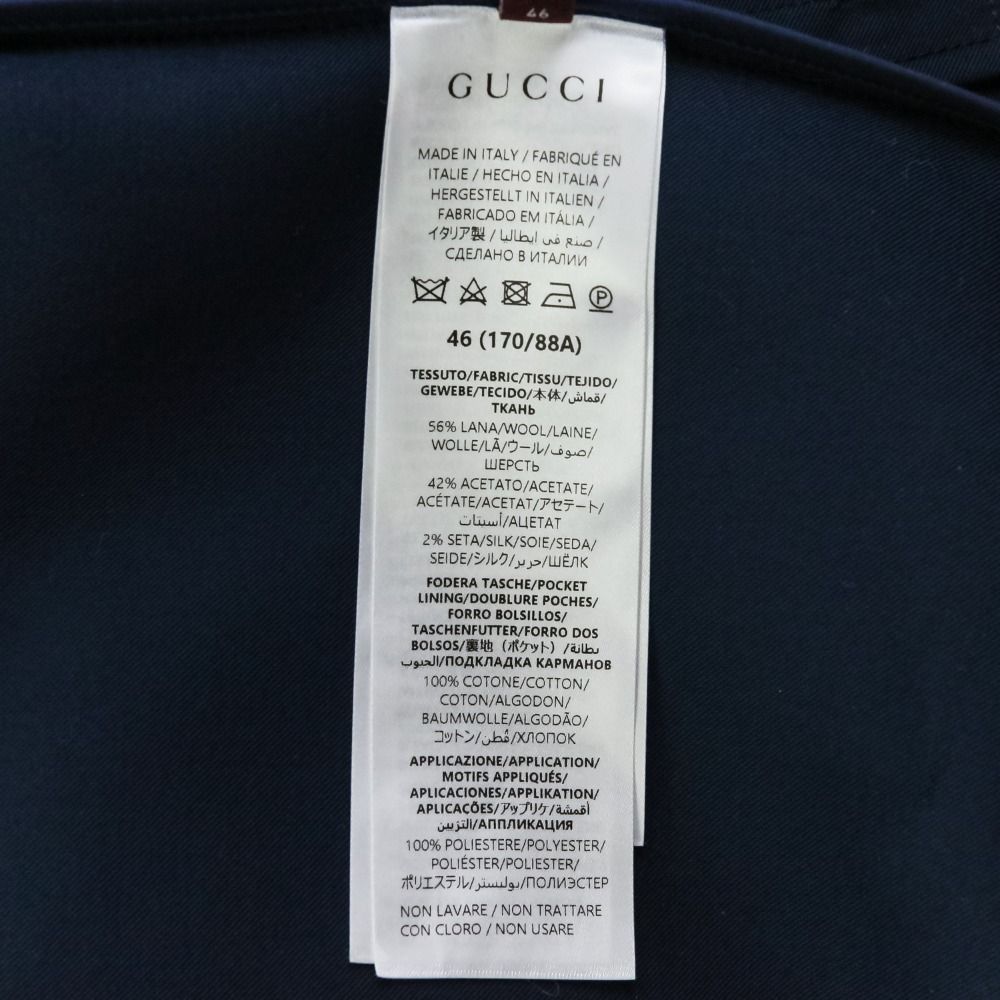 46
GUCCI
MADE IN ITALY / FABRIQUÉ EN
ITALIE / HECHO EN ITALIA /
HERGESTELLT IN ITALIEN /
FABRICADO EM ITÁLIA /
イタリア製 / صنع في ايطاليا /
СДЕЛАНО В ИТАЛИИ
P
46 (170/88A)
TESSUTO/FABRIC/TISSU/TEJIDO/
GEWEBE/TECIDO/本体/قماش/
ТКАНЬ
56% LANA/WOOL/LAINE/
WOLLE/LÃ/ウール/صوف/
ШЕРСТЬ
42% ACETATO/ACETATE/
ACÉTATE/ACETAT/アセテート/
أسيتات/АЦЕТАТ
2% SETA/SILK/SOIE/SEDA/
SEIDE/シルク/حرير/ШЁЛК
FODERA TASCHE/POCKET
LINING/DOUBLURE POCHES/
FORRO BOLSILLOS/
TASCHENFUTTER/FORRO DOS
BOLSOS/裏地（ポケット）/بطانة
الجيوب/ПОДКЛАДКА КАРМАНОВ
100% COTONE/COTTON/
COTON/ALGODON/
BAUMWOLLE/ALGODÃO/
コットン/قُطن/ХЛОПОК
APPLICAZIONE/APPLICATION/
MOTIFS APPLIQUÉS/
APLICACIONES/APPLIKATION/
APLICAÇÕES/アップリケ/أقمشة
التزيين/АППЛИКАЦИЯ
100% POLIESTERE/POLYESTER/
POLIÉSTER/POLIESTER/
ポリエステル/بوليستر/ПОЛИЭСТЕР
NON LAVARE / NON TRATTARE
CON CLORO / NON USARE